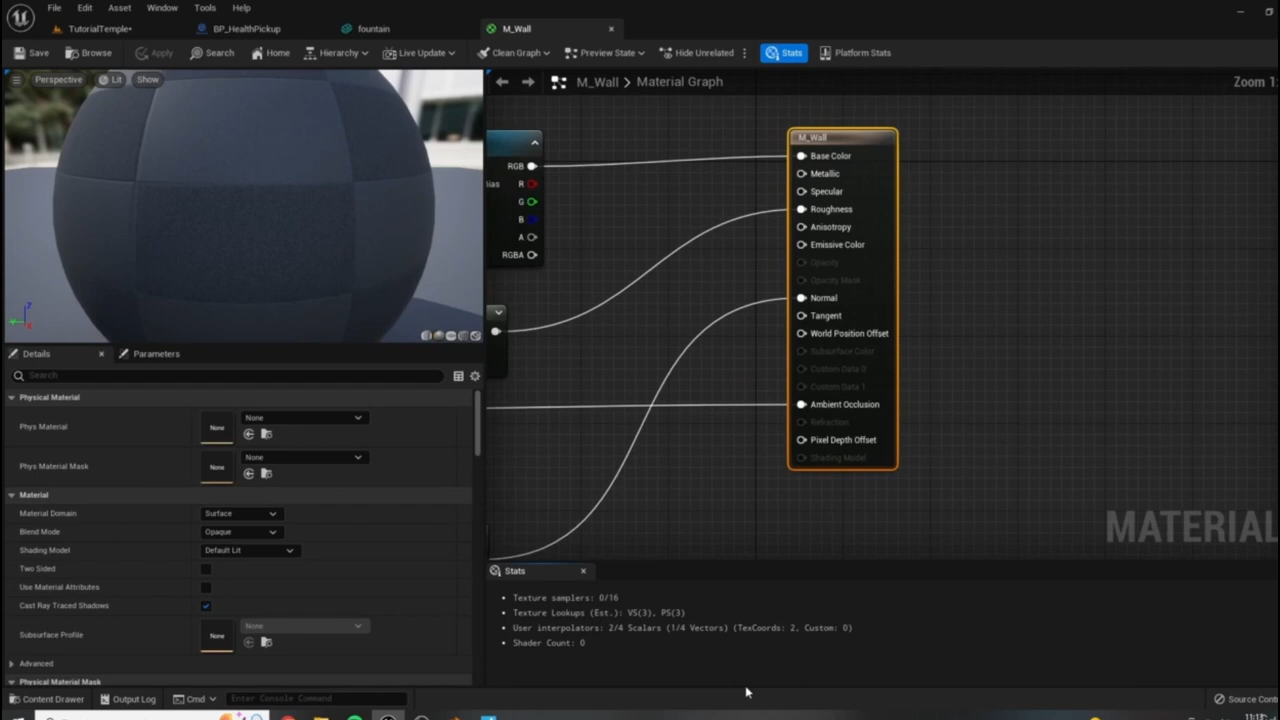 File Edit Asset Window Tools Help
TutorialTemple* BP_HealthPickup fountain M_Wall
Save Browse Apply Search Home Hierarchy Live Update Clean Graph Preview State Hide Unrelated Stats Platform Stats
Perspective Lit Show
M_Wall > Material Graph Zoom 1:
M_Wall
RGB Base Color
Metallic
ias R
Specular
G
Roughness
B
Anisotropy
A
Emissive Color
RGBA
Opacity
Opacity Mask
Normal
Tangent
World Position Offset
Subsurface Color
Custom Data 0
Custom Data 1
Ambient Occlusion
Refraction
Pixel Depth Offset
Shading Model
Z
Y
X
MATERIAL
Details Parameters
Search
Physical Material
Phys Material None None
Phys Material Mask None None
Material
Material Domain Surface
Blend Mode Opaque
Shading Model Default Lit
Two Sided
Use Material Attributes
Cast Ray Traced Shadows
Subsurface Profile None None
Advanced
Physical Material Mask
Stats
Texture samplers: 0/16
Texture Lookups (Est.): VS(3), PS(3)
User interpolators: 2/4 Scalars (1/4 Vectors) (TexCoords: 2, Custom: 0)
Shader Count: 0
Content Drawer Output Log Cmd Enter Console Command Source Cont